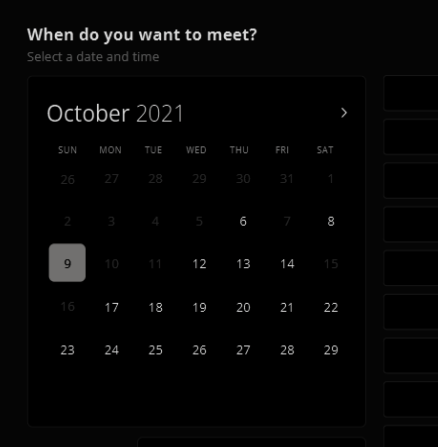 When do you want to meet?
Select a date and time
October 2021
SUN MON TUE WED THU FRI SAT
26 27 28 29 30 31 1
2 3 4 5 6 7 8
9 10 11 12 13 14 15
16 17 18 19 20 21 22
23 24 25 26 27 28 29